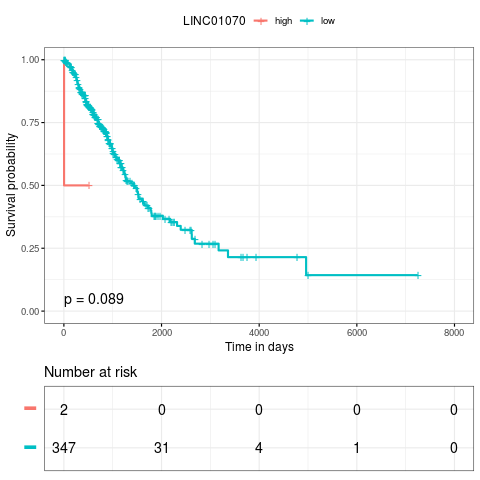 LINC01070 high low
1.00
0.75
0.50
0.25
0.00
Survival probability
p = 0.089
0 2000 4000 6000 8000
Time in days
Number at risk
2 0 0 0 0
347 31 4 1 0